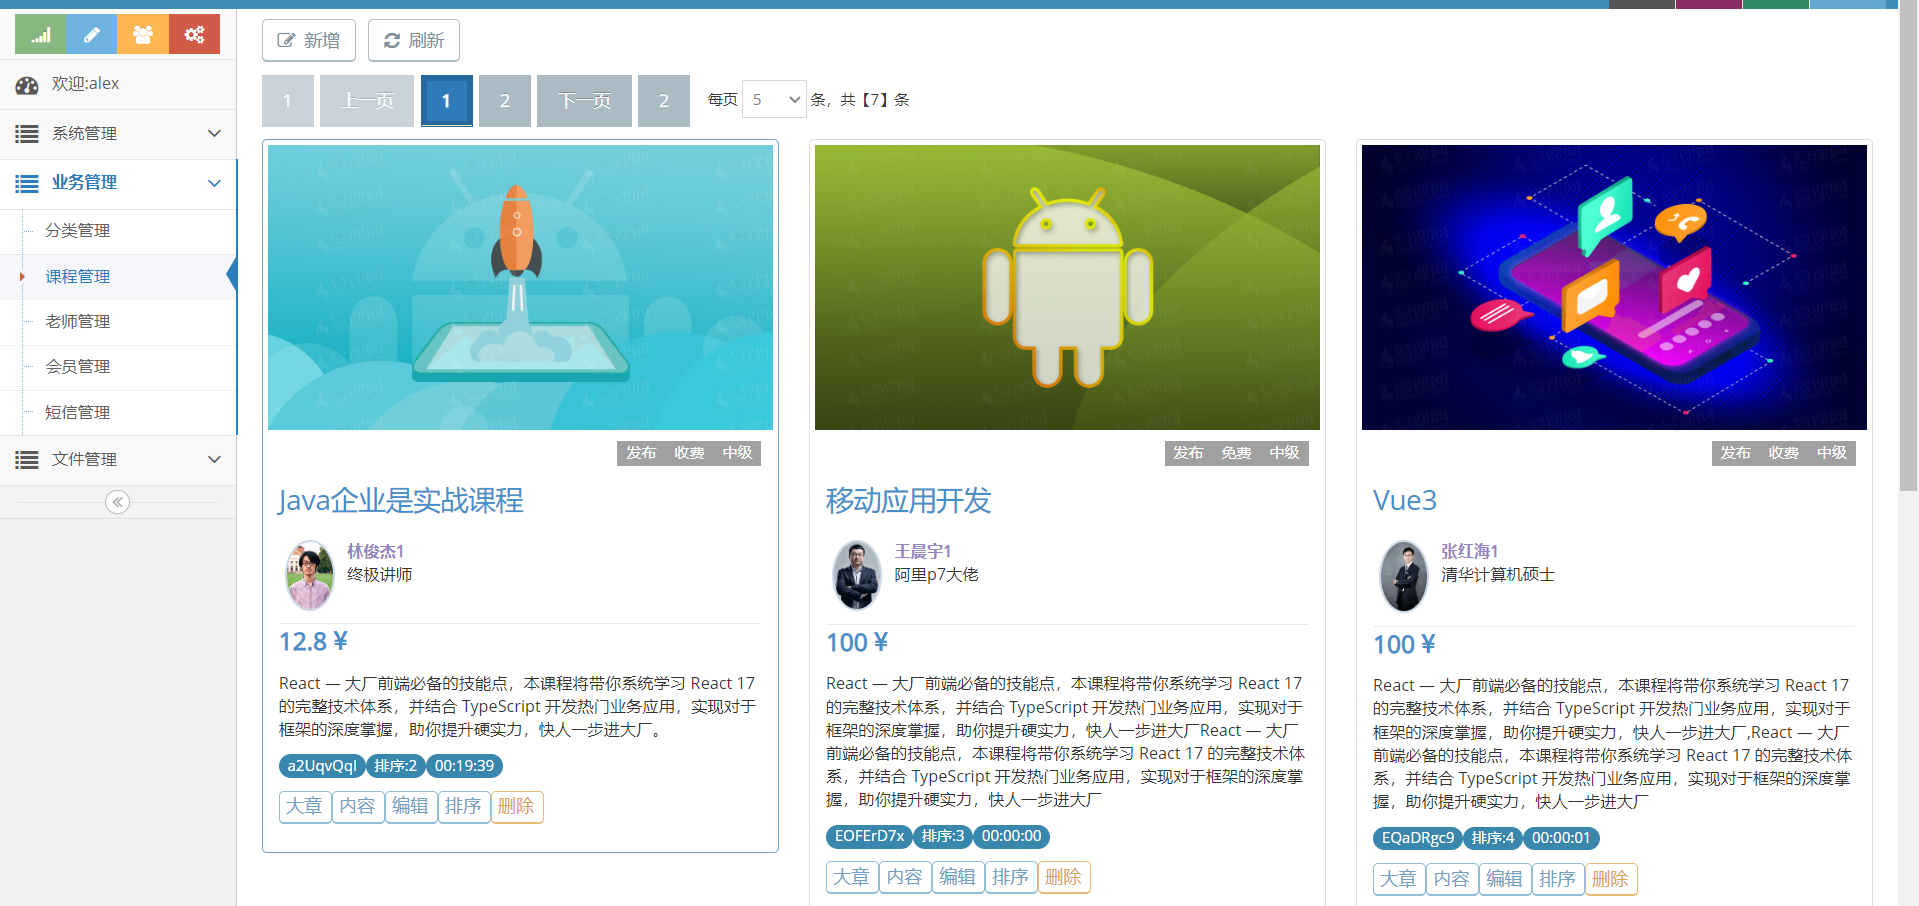 欢迎:alex
系统管理
业务管理
分类管理
课程管理
老师管理
会员管理
短信管理
文件管理
新增 刷新
1 上一页 1 2 下一页 2 每页 5 条，共【7】条
发布 收费 中级
Java企业是实战课程
林俊杰1
终极讲师
12.8 ¥
React — 大厂前端必备的技能点，本课程将带你系统学习 React 17
的完整技术体系，并结合 TypeScript 开发热门业务应用，实现对于
框架的深度掌握，助你提升硬实力，快人一步进大厂。
a2UqvQql 排序:2 00:19:39
大章 内容 编辑 排序 删除
发布 免费 中级
移动应用开发
王晨宇1
阿里p7大佬
100 ¥
React — 大厂前端必备的技能点，本课程将带你系统学习 React 17
的完整技术体系，并结合 TypeScript 开发热门业务应用，实现对于
框架的深度掌握，助你提升硬实力，快人一步进大厂React — 大厂
前端必备的技能点，本课程将带你系统学习 React 17 的完整技术体
系，并结合 TypeScript 开发热门业务应用，实现对于框架的深度掌
握，助你提升硬实力，快人一步进大厂
EOFErD7x 排序:3 00:00:00
大章 内容 编辑 排序 删除
发布 收费 中级
Vue3
张红海1
清华计算机硕士
100 ¥
React — 大厂前端必备的技能点，本课程将带你系统学习 React 17
的完整技术体系，并结合 TypeScript 开发热门业务应用，实现对于
框架的深度掌握，助你提升硬实力，快人一步进大厂,React — 大厂
前端必备的技能点，本课程将带你系统学习 React 17 的完整技术体
系，并结合 TypeScript 开发热门业务应用，实现对于框架的深度掌
握，助你提升硬实力，快人一步进大厂
EQaDRgc9 排序:4 00:00:01
大章 内容 编辑 排序 删除